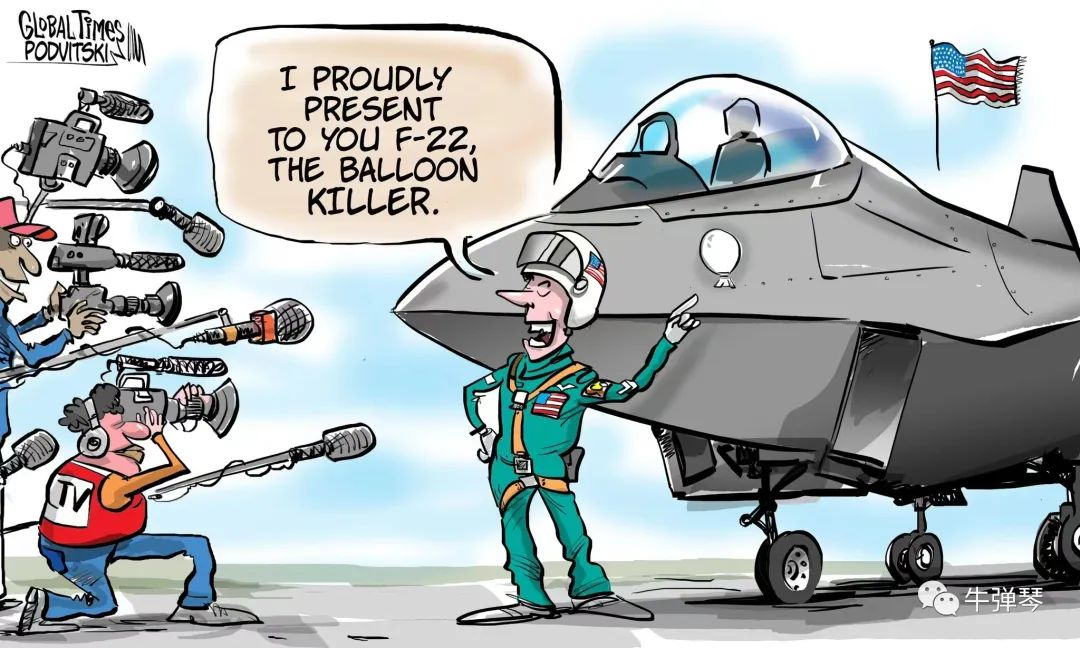 GLOBAL TIMES
PODVITSKI
I PROUDLY
PRESENT
TO YOU F-22,
THE BALLOON
KILLER.
TV
牛弹琴